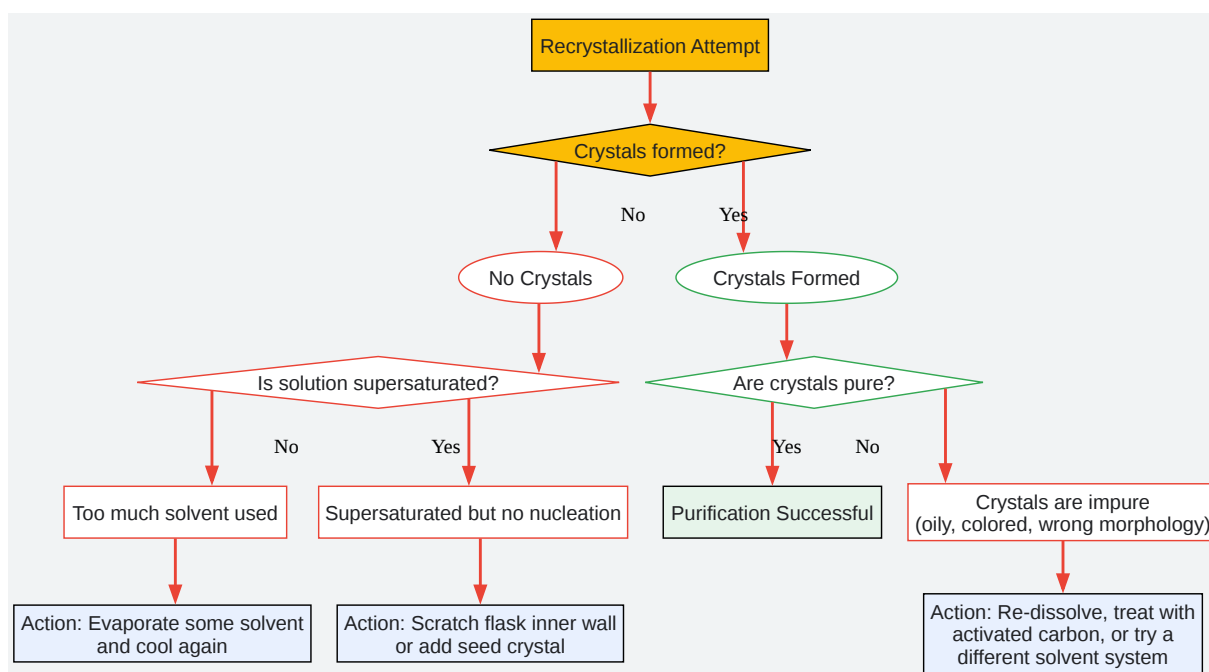 Recrystallization Attempt
Crystals formed?
No
Yes
No Crystals
Crystals Formed
Is solution supersaturated?
Are crystals pure?
No
Yes
Yes
No
Too much solvent used
Supersaturated but no nucleation
Purification Successful
Crystals are impure
(oily, colored, wrong morphology)
Action: Evaporate some solvent
and cool again
Action: Scratch flask inner wall
or add seed crystal
Action: Re-dissolve, treat with
activated carbon, or try a
different solvent system